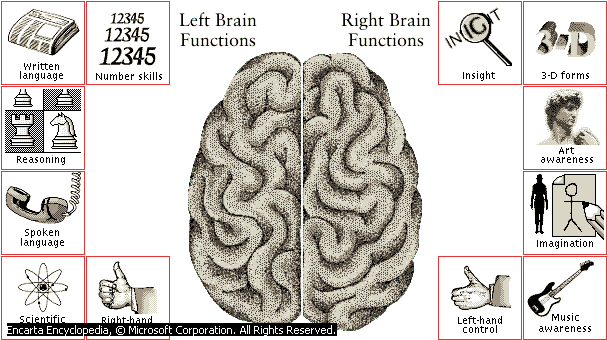 Left Brain
Functions
Right Brain
Functions
Written
language
12345
12345
12345
Number skills
INSIGHT
Insight
3-D
3-D forms
Reasoning
Art
awareness
Spoken
language
Imagination
Scientific
Right-hand
Left-hand
control
Music
awareness
Encarta Encyclopedia, © Microsoft Corporation. All Rights Reserved.